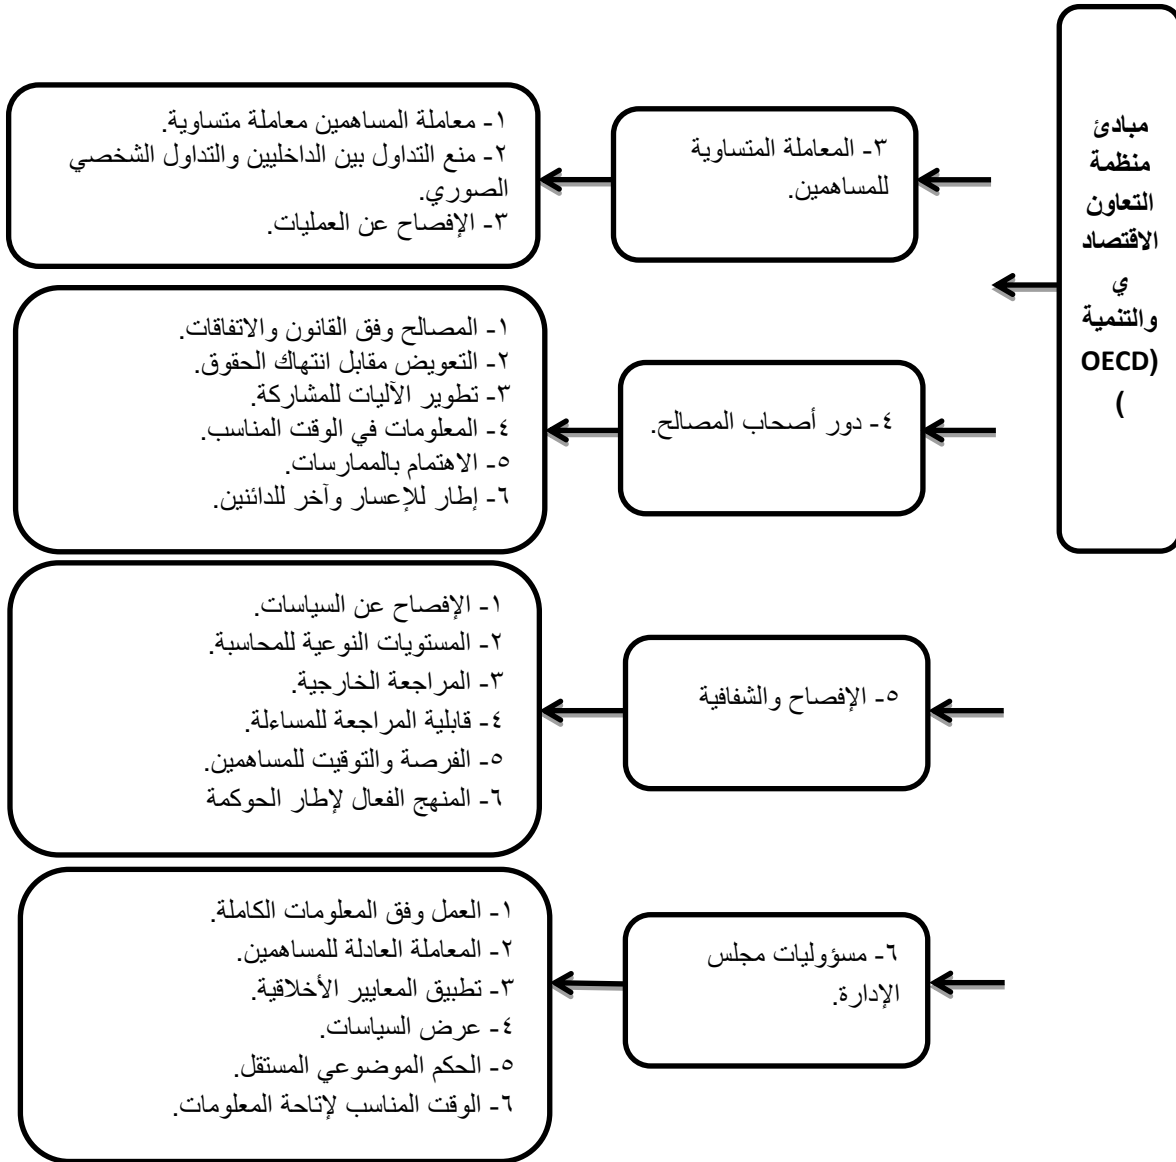 مبادئ
منظمة
التعاون
الاقتصاد
ي
والتنمية
(OECD
)
٣- المعاملة المتساوية
للمساهمين.
١- معاملة المساهمين معاملة متساوية.
٢- منع التداول بين الداخليين والتداول الشخصي
الصوري.
٣- الإفصاح عن العمليات.
٤- دور أصحاب المصالح.
١- المصالح وفق القانون والاتفاقات.
٢- التعويض مقابل انتهاك الحقوق.
٣- تطوير الآليات للمشاركة.
٤- المعلومات في الوقت المناسب.
٥- الاهتمام بالممارسات.
٦- إطار للإعسار وآخر للدائنين.
٥- الإفصاح والشفافية
١- الإفصاح عن السياسات.
٢- المستويات النوعية للمحاسبة.
٣- المراجعة الخارجية.
٤- قابلية المراجعة للمساءلة.
٥- الفرصة والتوقيت للمساهمين.
٦- المنهج الفعال لإطار الحوكمة
٦- مسؤوليات مجلس
الإدارة.
١- العمل وفق المعلومات الكاملة.
٢- المعاملة العادلة للمساهمين.
٣- تطبيق المعايير الأخلاقية.
٤- عرض السياسات.
٥- الحكم الموضوعي المستقل.
٦- الوقت المناسب لإتاحة المعلومات.